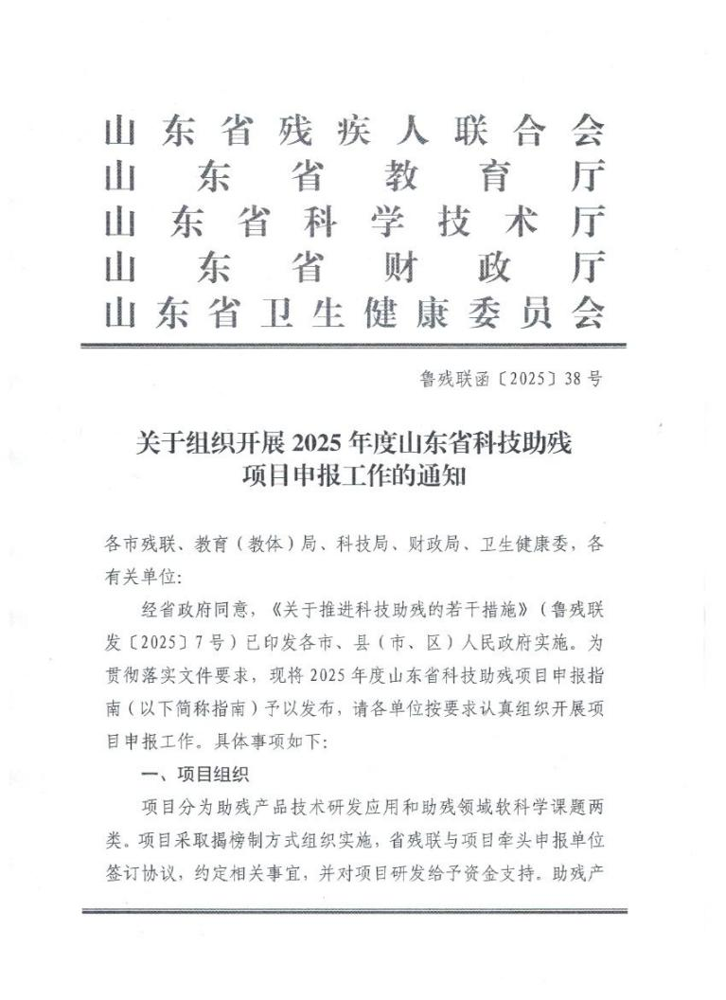 山东省残疾人联合会
山东省教育厅
山东省科学技术厅
山东省财政厅
山东省卫生健康委员会
鲁残联函〔2025〕38号
关于组织开展2025年度山东省科技助残
项目申报工作的通知
各市残联、教育（教体）局、科技局、财政局、卫生健康委，各
有关单位：
经省政府同意，《关于推进科技助残的若干措施》（鲁残联
发〔2025〕7号）已印发各市、县（市、区）人民政府实施。为
贯彻落实文件要求，现将2025年度山东省科技助残项目申报指
南（以下简称指南）予以发布，请各单位按要求认真组织开展项
目申报工作。具体事项如下：
一、项目组织
项目分为助残产品技术研发应用和助残领域软科学课题两
类。项目采取揭榜制方式组织实施，省残联与项目牵头申报单位
签订协议，约定相关事宜，并对项目研发给予资金支持。助残产